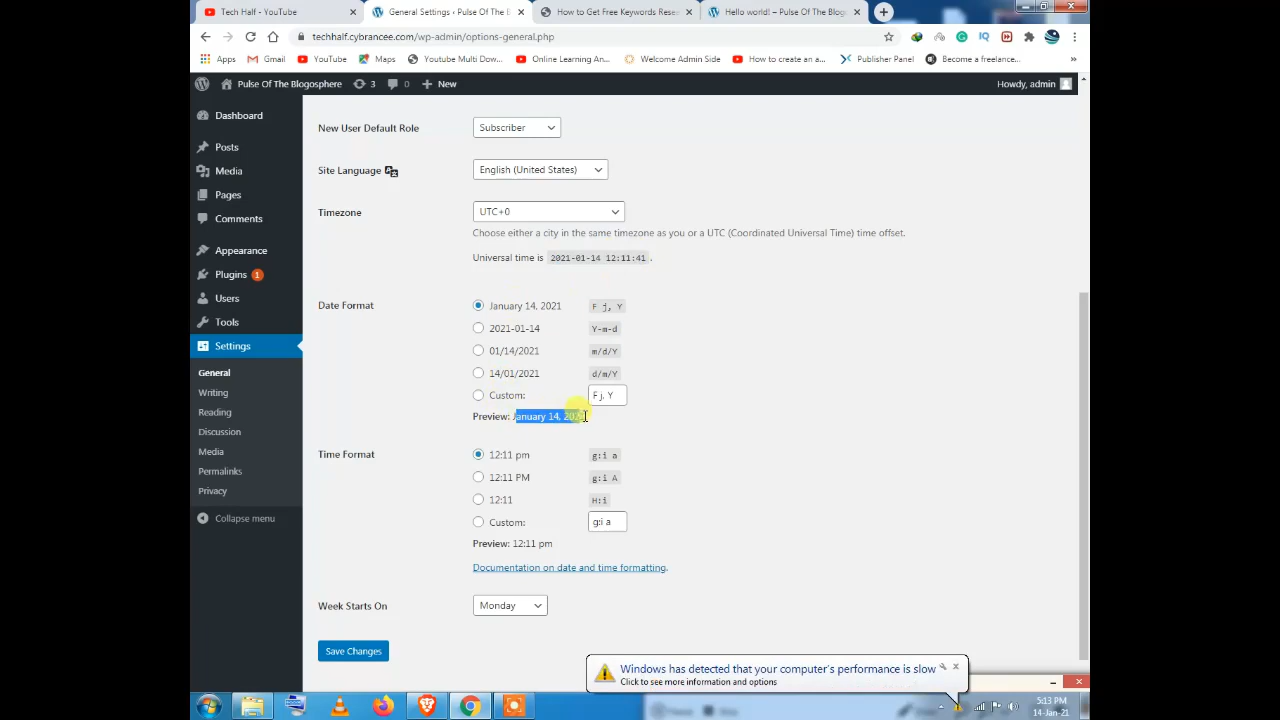 Tech Half - YouTube
General Settings ‹ Pulse Of The Bl
How to Get Free Keywords Resea
Hello world! – Pulse Of The Blogo
techhalf.cybrancee.com/wp-admin/options-general.php
Apps
Gmail
YouTube
Maps
Youtube Multi Dow...
Online Learning An...
Welcome Admin Side
How to create an a...
Publisher Panel
Become a freelance...
Pulse Of The Blogosphere
3
0
New
Howdy, admin
Dashboard
Posts
Media
Pages
Comments
Appearance
Plugins 1
Users
Tools
Settings
General
Writing
Reading
Discussion
Media
Permalinks
Privacy
Collapse menu
New User Default Role
Subscriber
Site Language
English (United States)
Timezone
UTC+0
Choose either a city in the same timezone as you or a UTC (Coordinated Universal Time) time offset.
Universal time is 2021-01-14 12:11:41 .
Date Format
January 14, 2021 F j, Y
2021-01-14 Y-m-d
01/14/2021 m/d/Y
14/01/2021 d/m/Y
Custom: F j, Y
Preview: January 14, 2021
Time Format
12:11 pm g:i a
12:11 PM g:i A
12:11 H:i
Custom: g:i a
Preview: 12:11 pm
Documentation on date and time formatting.
Week Starts On
Monday
Save Changes
Windows has detected that your computer's performance is slow
Click to see more information and options
5:13 PM
14-Jan-21